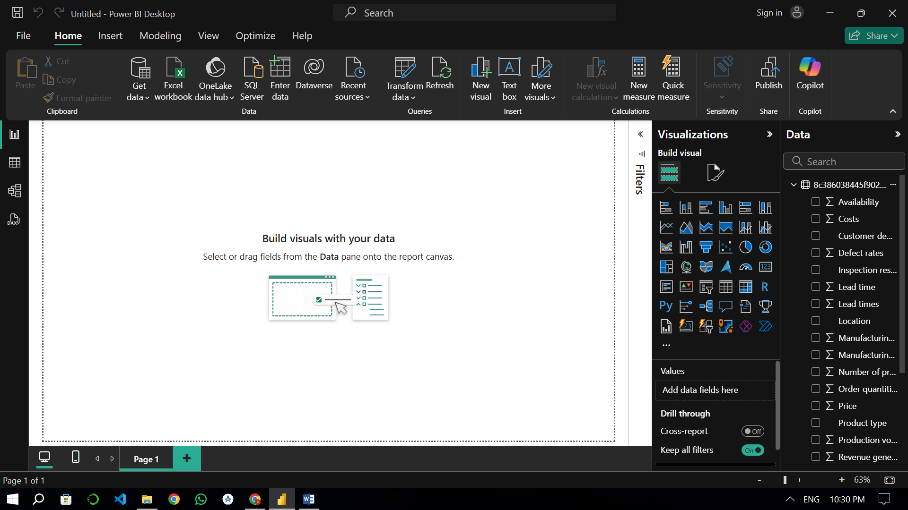 Untitled - Power BI Desktop
Search
Sign in
File
Home
Insert
Modeling
View
Optimize
Help
Share
Paste
Cut
Copy
Format painter
Clipboard
Get data
Excel workbook
OneLake data hub
SQL Server
Enter data
Dataverse
Recent sources
Data
Transform data
Refresh
Queries
New visual
Text box
More visuals
Insert
New visual calculation
New measure
Quick measure
Calculations
Sensitivity
Sensitivity
Publish
Share
Copilot
Copilot
Build visuals with your data
Select or drag fields from the Data pane onto the report canvas.
Filters
Visualizations
Build visual
Values
Add data fields here
Drill through
Cross-report
Off
Keep all filters
On
Data
Search
8c386038445f902...
Availability
Costs
Customer de...
Defect rates
Inspection res...
Lead time
Lead times
Location
Manufacturin...
Manufacturin...
Number of pr...
Order quantiti...
Price
Product type
Production vo...
Revenue gene...
Page 1
Page 1 of 1
63%
ENG
10:30 PM